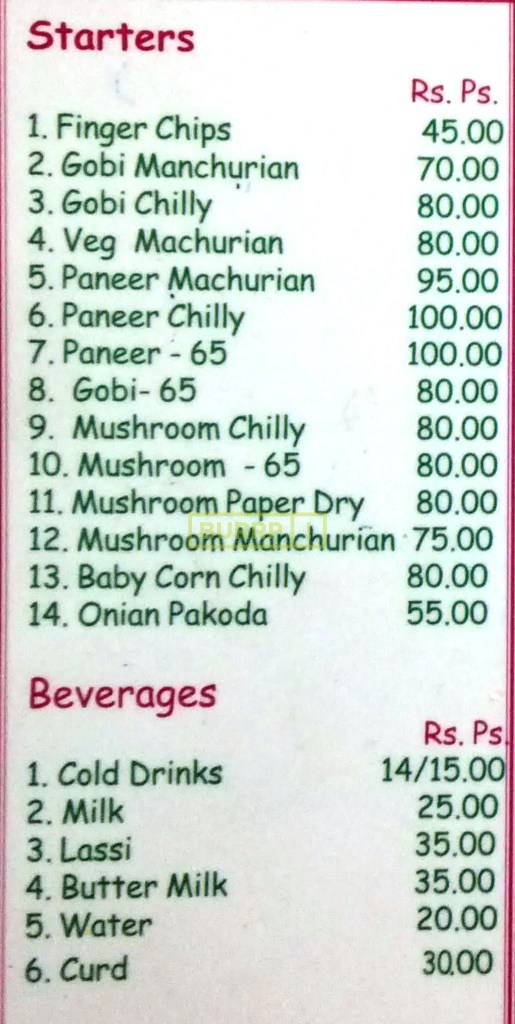 Starters
Rs. Ps.
1. Finger Chips 45.00
2. Gobi Manchurian 70.00
3. Gobi Chilly 80.00
4. Veg Machurian 80.00
5. Paneer Machurian 95.00
6. Paneer Chilly 100.00
7. Paneer - 65 100.00
8. Gobi- 65 80.00
9. Mushroom Chilly 80.00
10. Mushroom - 65 80.00
11. Mushroom Paper Dry 80.00
12. Mushroom Manchurian 75.00
13. Baby Corn Chilly 80.00
14. Onian Pakoda 55.00
Beverages
Rs. Ps.
1. Cold Drinks 14/15.00
2. Milk 25.00
3. Lassi 35.00
4. Butter Milk 35.00
5. Water 20.00
6. Curd 30.00